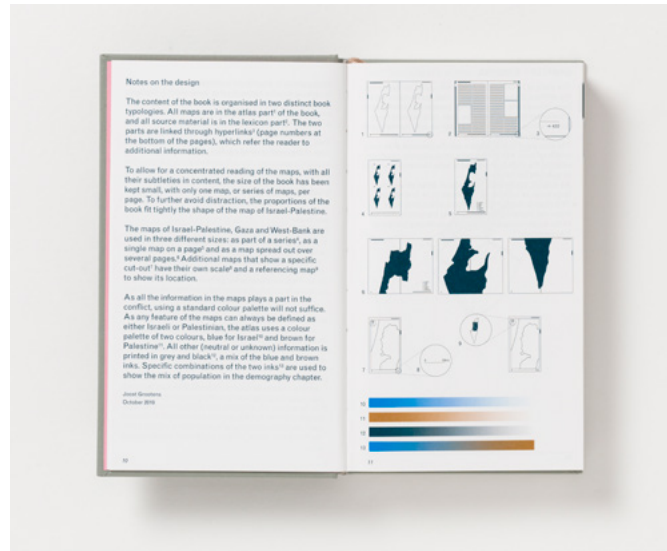 Notes on the design
The content of the book is organised in two distinct book
typologies. All maps are in the atlas part¹ of the book,
and all source material is in the lexicon part². The two
parts are linked through hyperlinks³ (page numbers at
the bottom of the pages), which refer the reader to
additional information.
To allow for a concentrated reading of the maps, with all
their subtleties in content, the size of the book has been
kept small, with only one map, or series of maps, per
page. To further avoid distraction, the proportions of the
book fit tightly the shape of the map of Israel-Palestine.
The maps of Israel-Palestine, Gaza and West-Bank are
used in three different sizes: as part of a series⁴, as a
single map on a page⁵ and as a map spread out over
several pages.⁶ Additional maps that show a specific
cut-out⁷ have their own scale⁸ and a referencing map⁹
to show its location.
As all the information in the maps plays a part in the
conflict, using a standard colour palette will not suffice.
As any feature of the maps can always be defined as
either Israeli or Palestinian, the atlas uses a colour
palette of two colours, blue for Israel¹⁰ and brown for
Palestine¹¹. All other (neutral or unknown) information is
printed in grey and black¹², a mix of the blue and brown
inks. Specific combinations of the two inks¹³ are used to
show the mix of population in the demography chapter.
Joost Grootens
October 2015
10
1
2
3
4
5
6
7
8
9
10
11
12
13
11